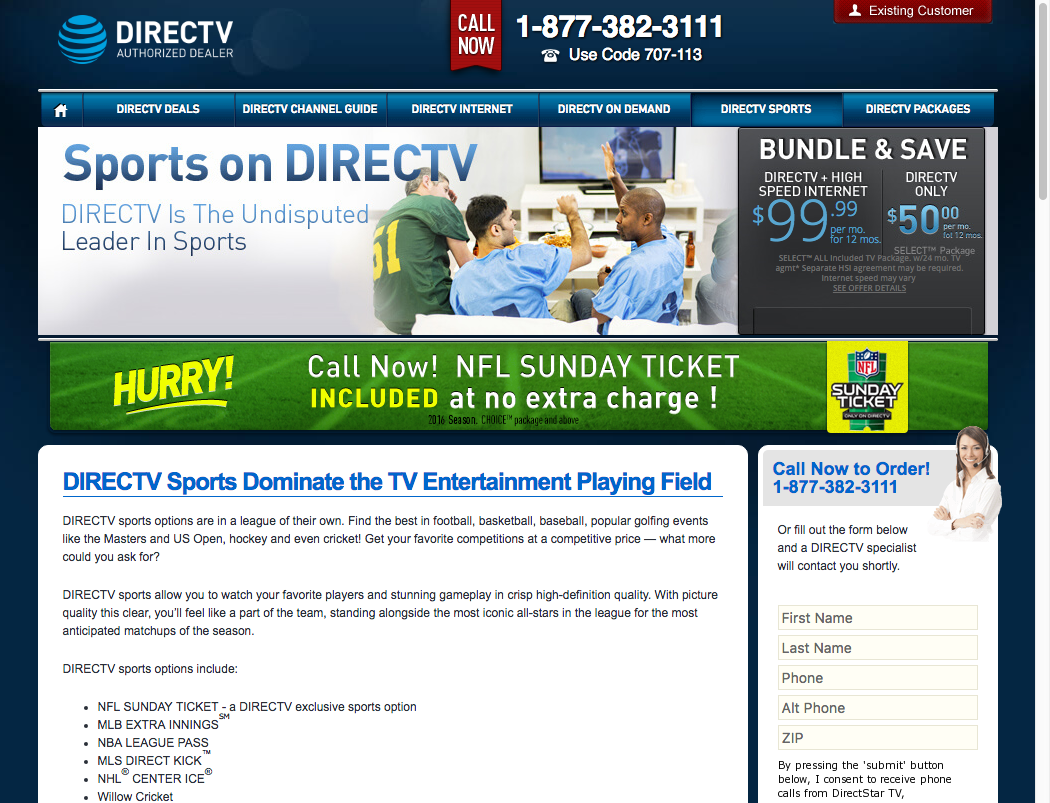 DIRECTV
AUTHORIZED DEALER
CALL
NOW
1-877-382-3111
Use Code 707-113
Existing Customer
DIRECTV DEALS
DIRECTV CHANNEL GUIDE
DIRECTV INTERNET
DIRECTV ON DEMAND
DIRECTV SPORTS
DIRECTV PACKAGES
Sports on DIRECTV
DIRECTV Is The Undisputed
Leader In Sports
51
BUNDLE & SAVE
DIRECTV + HIGH
SPEED INTERNET
$99.99
per mo.
for 12 mos.
DIRECTV
ONLY
$5000
per mo.
fot 12 mos.
SELECT™ Package
SELECT™ ALL Included TV Package. w/24 mo. TV
agmt* Separate HSI agreement may be required.
Internet speed may vary
SEE OFFER DETAILS
HURRY!
Call Now! NFL SUNDAY TICKET
INCLUDED at no extra charge !
2016 Season. CHOICE™ package and above
NFL
SUNDAY
TICKET
ONLY ON DIRECTV
DIRECTV Sports Dominate the TV Entertainment Playing Field
DIRECTV sports options are in a league of their own. Find the best in football, basketball, baseball, popular golfing events
like the Masters and US Open, hockey and even cricket! Get your favorite competitions at a competitive price — what more
could you ask for?
DIRECTV sports allow you to watch your favorite players and stunning gameplay in crisp high-definition quality. With picture
quality this clear, you'll feel like a part of the team, standing alongside the most iconic all-stars in the league for the most
anticipated matchups of the season.
DIRECTV sports options include:
NFL SUNDAY TICKET - a DIRECTV exclusive sports option
MLB EXTRA INNINGS℠
NBA LEAGUE PASS
MLS DIRECT KICK™
NHL® CENTER ICE®
Willow Cricket
Call Now to Order!
1-877-382-3111
Or fill out the form below
and a DIRECTV specialist
will contact you shortly.
First Name
Last Name
Phone
Alt Phone
ZIP
By pressing the 'submit' button
below, I consent to receive phone
calls from DirectStar TV,